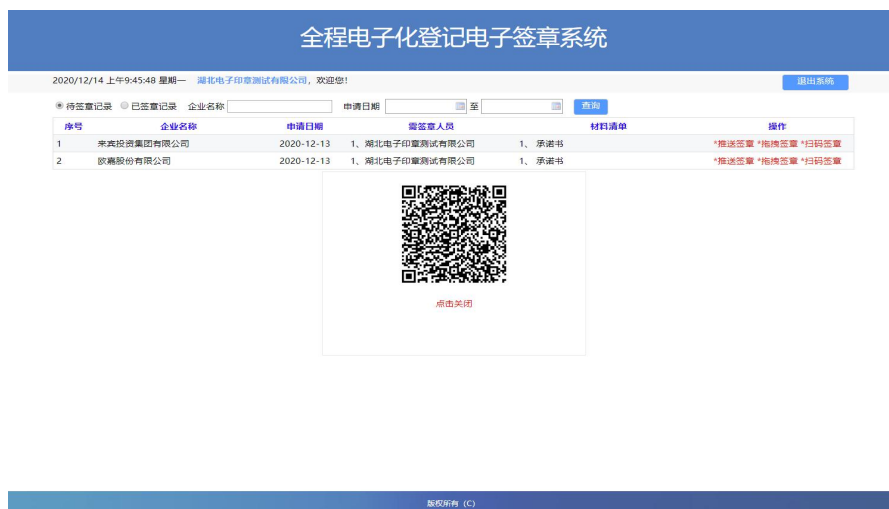 全程电子化登记电子签章系统
2020/12/14 上午9:45:48 星期一 湖北电子印章测试有限公司，欢迎您! 退出系统
待签章记录 已签章记录 企业名称 申请日期 至 查询
序号 企业名称 申请日期 需签章人员 材料清单 操作
1 来宾投资集团有限公司 2020-12-13 1、湖北电子印章测试有限公司 1、 承诺书 *推送签章 *拖拽签章 *扫码签章
2 欧嘉股份有限公司 2020-12-13 1、湖北电子印章测试有限公司 1、 承诺书 *推送签章 *拖拽签章 *扫码签章
点击关闭
版权所有 (C)